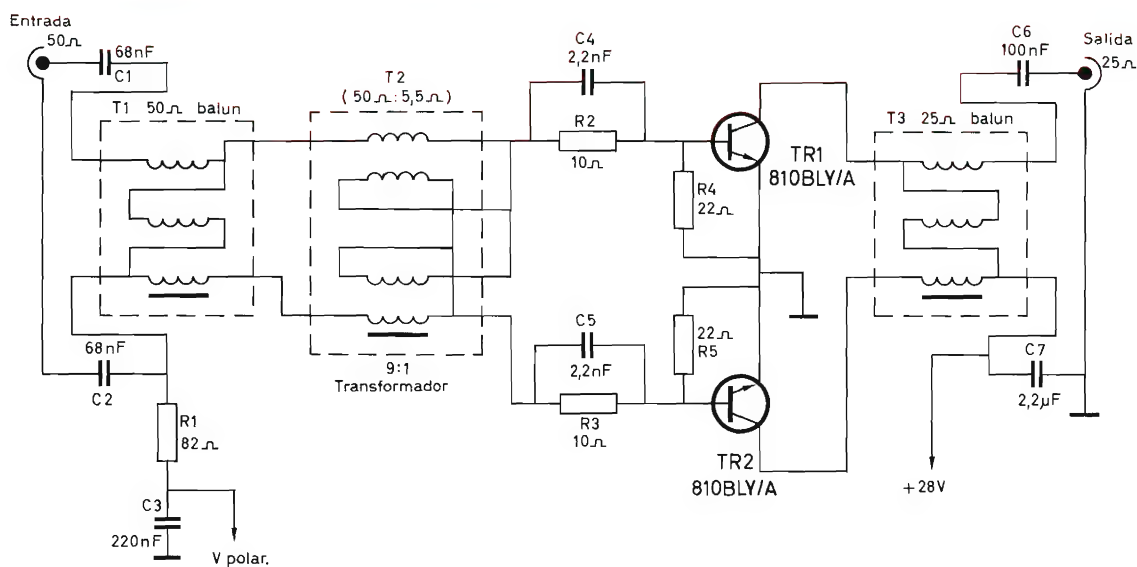 Entrada
50Ω
68nF
C1
T1 50Ω balun
T2
(50Ω:5,5Ω)
C4
2,2nF
R2
10Ω
TR1
810BLY/A
R4
22Ω
C6
100nF
Salida
25Ω
T3 25Ω balun
68nF
C2
9:1
Transformador
C5
2,2nF
22Ω
R5
R3
10Ω
TR2
810BLY/A
C7
2,2µF
R1
82Ω
+28V
C3
220nF
V polar.